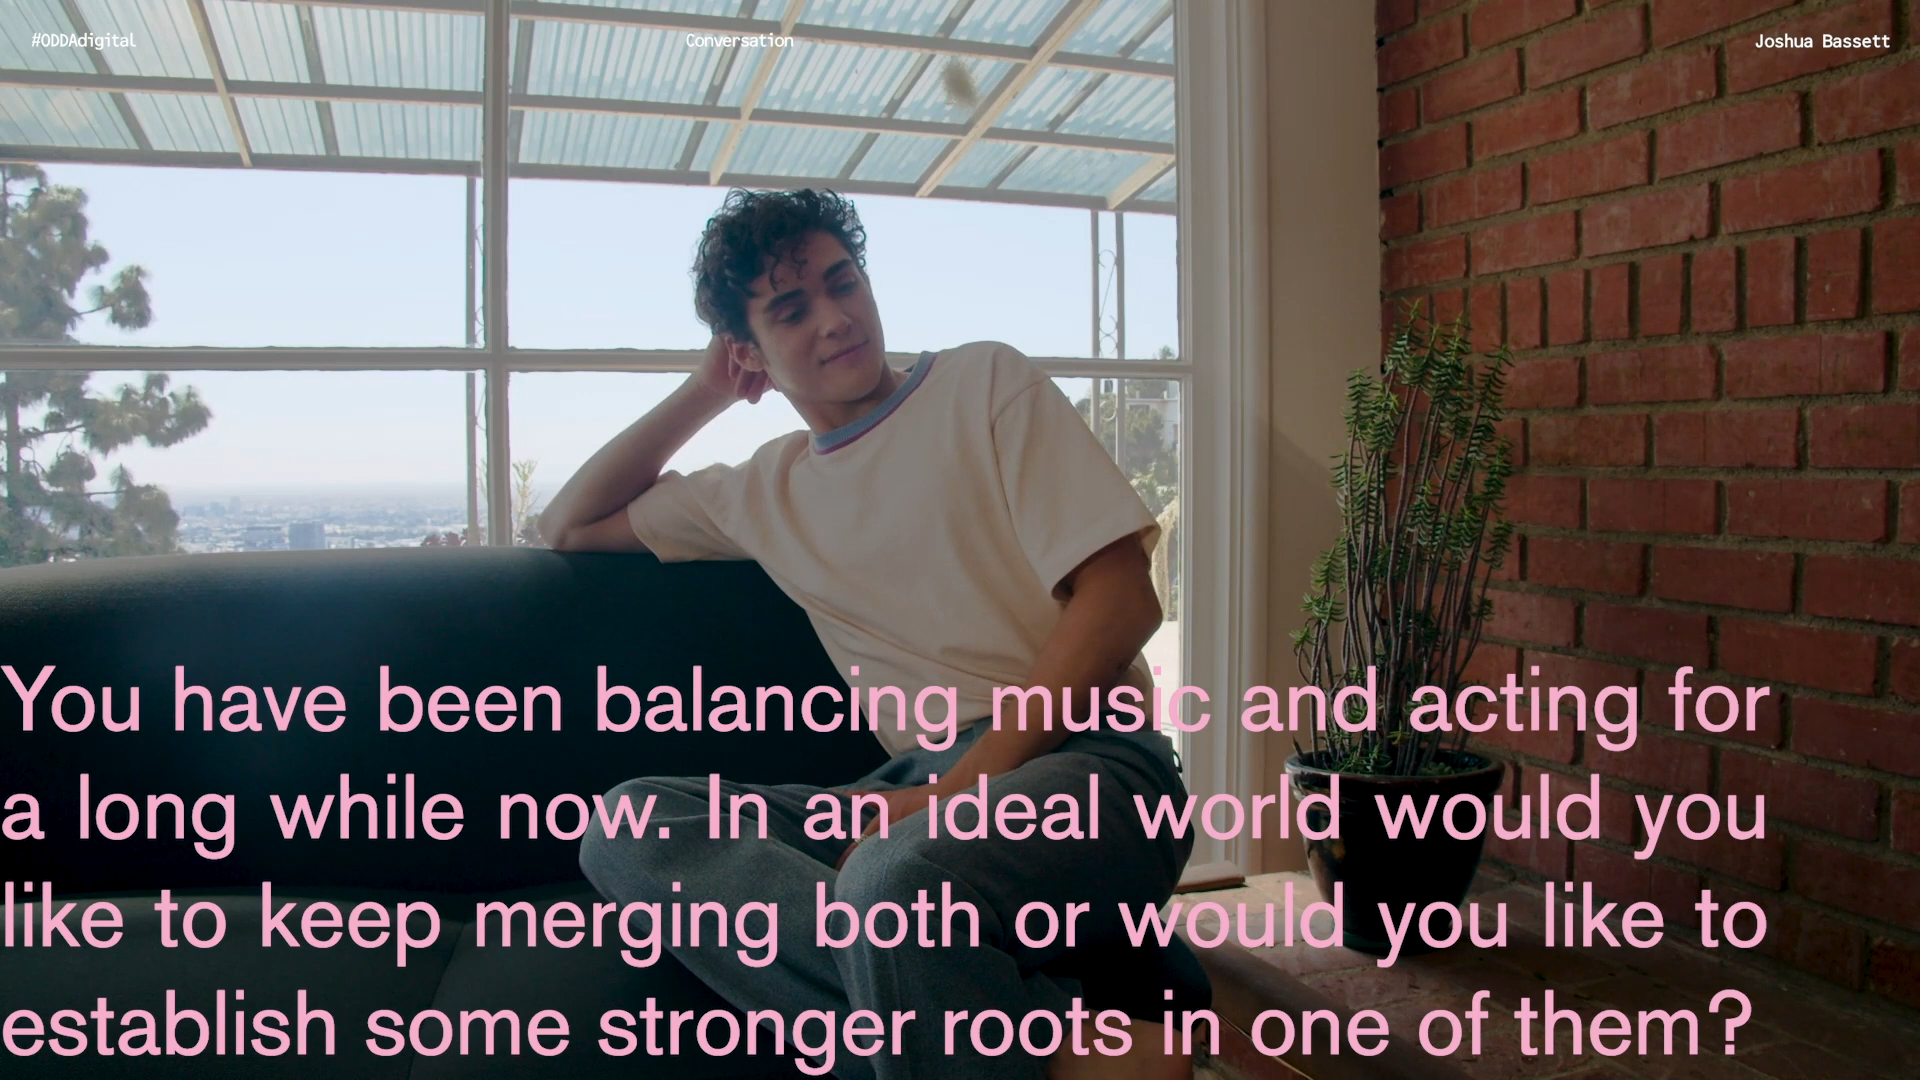 #ODDAdigital
Conversation
Joshua Bassett
You have been balancing music and acting for
a long while now. In an ideal world would you
like to keep merging both or would you like to
establish some stronger roots in one of them?